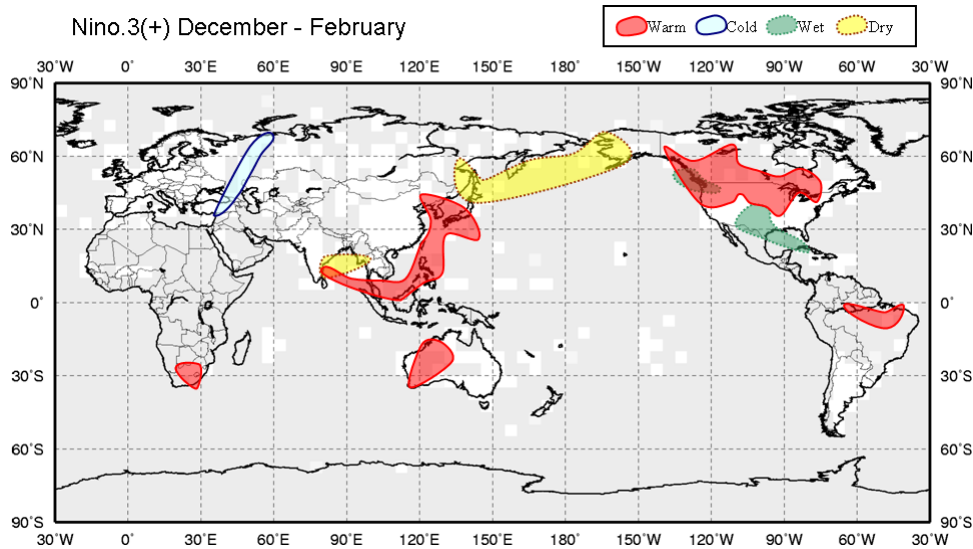 Nino.3(+) December - February
Warm Cold Wet Dry
30°W 0° 30°E 60°E 90°E 120°E 150°E 180° 150°W 120°W 90°W 60°W 30°W
90°N 90°N
60°N 60°N
30°N 30°N
0° 0°
30°S 30°S
60°S 60°S
90°S 90°S
30°W 0° 30°E 60°E 90°E 120°E 150°E 180° 150°W 120°W 90°W 60°W 30°W